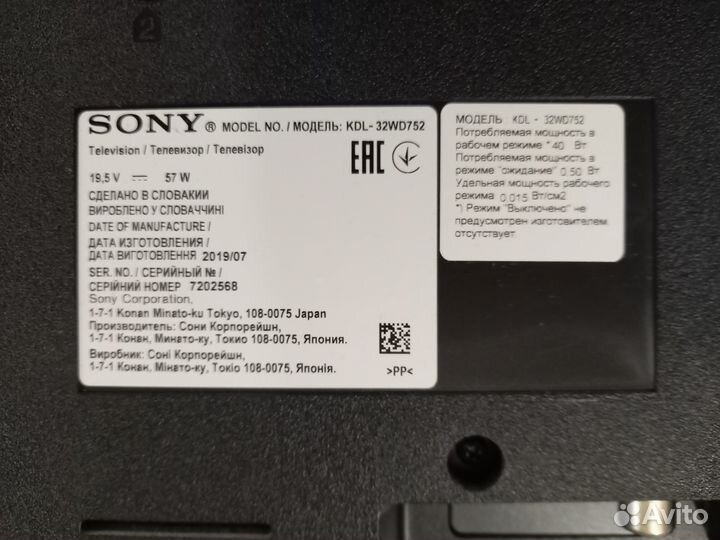 2
SONY ® MODEL NO. / МОДЕЛЬ: KDL-32WD752
Television / Телевизор / Телевізор
EAC
19,5 V ⎓ 57 W
СДЕЛАНО В СЛОВАКИИ
ВИРОБЛЕНО У СЛОВАЧЧИНІ
DATE OF MANUFACTURE /
ДАТА ИЗГОТОВЛЕНИЯ /
ДАТА ВИГОТОВЛЕННЯ 2019/07
SER. NO. / СЕРИЙНЫЙ № /
СЕРІЙНИЙ НОМЕР 7202568
Sony Corporation,
1-7-1 Konan Minato-ku Tokyo, 108-0075 Japan
Производитель: Сони Корпорейшн,
1-7-1 Конан, Минато-ку, Токио 108-0075, Япония.
Виробник: Соні Корпорейшн,
1-7-1 Конан, Мінато-ку, Токіо 108-0075, Японія.
>PP<
МОДЕЛЬ: KDL - 32WD752
Потребляемая мощность в
рабочем режиме *40 Вт
Потребляемая мощность в
режиме "ожидание" 0,50 Вт
Удельная мощность рабочего
режима 0,015 Вт/см2
*) Режим "Выключено" не
предусмотрен изготовителем,
отсутствует.
Avito